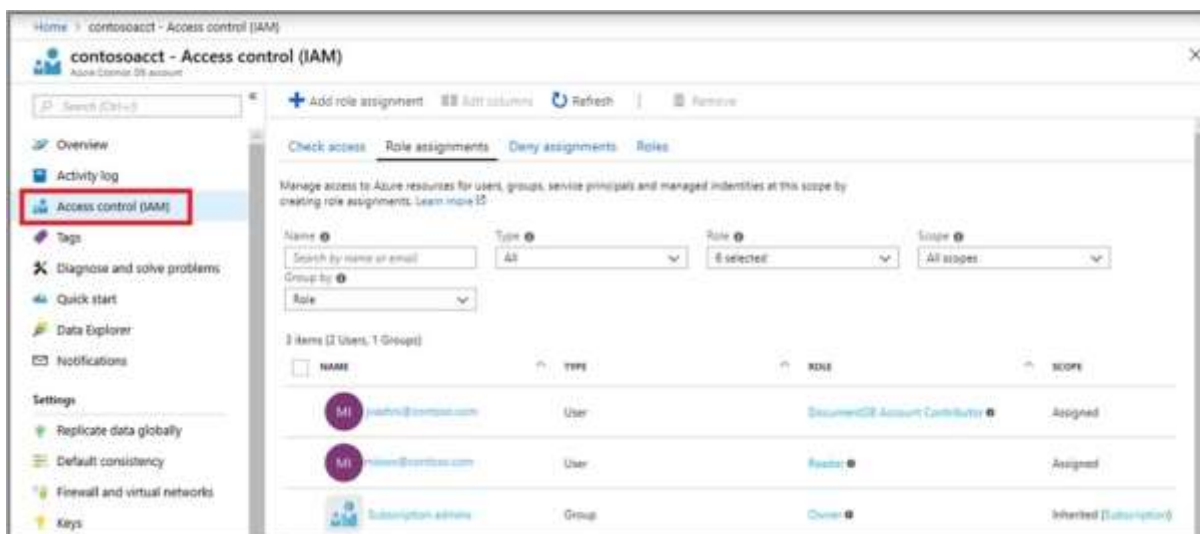 Home > contosoacct - Access control (IAM)
contosoacct - Access control (IAM)
Azure Cosmos DB account
Search (Ctrl+/)
Add role assignment Edit columns Refresh Remove
Overview
Activity log
Access control (IAM)
Tags
Diagnose and solve problems
Quick start
Data Explorer
Notifications
Settings
Replicate data globally
Default consistency
Firewall and virtual networks
Keys
Check access Role assignments Deny assignments Roles
Manage access to Azure resources for users, groups, service principals and managed indentities at this scope by
creating role assignments. Learn more
Name Type Role Scope
Search by name or email All 6 selected All scopes
Group by
Role
3 items (2 Users, 1 Groups)
NAME TYPE ROLE SCOPE
MI User DocumentDB Account Contributor Assigned
MI User Reader Assigned
Subscription admins Group Owner Inherited (Subscription)